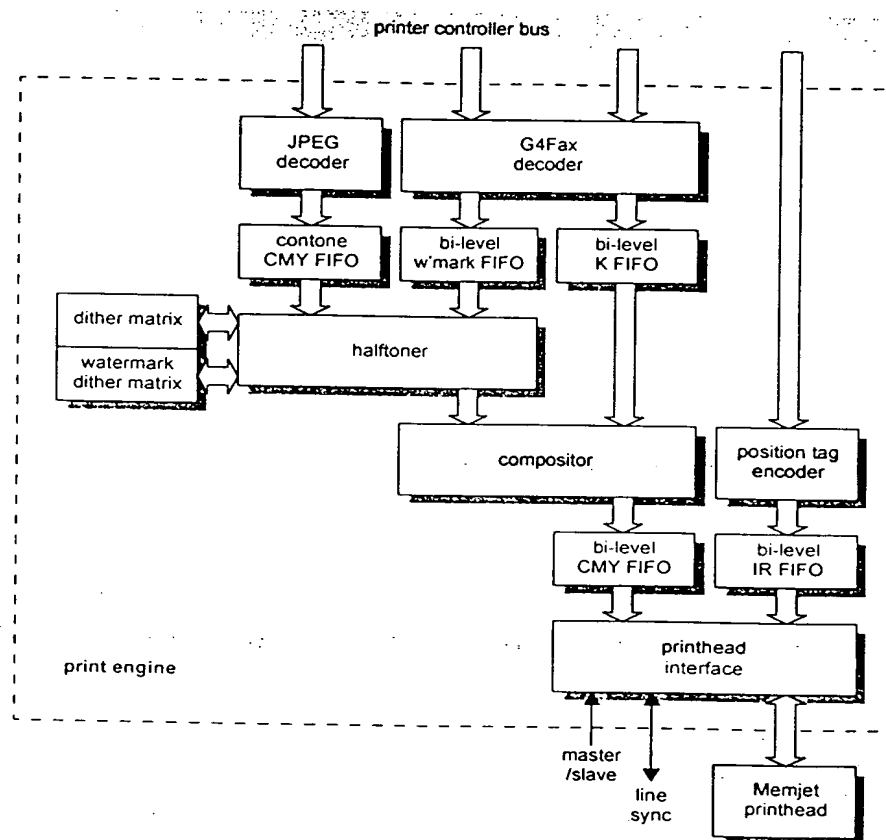 printer controller bus
JPEG
decoder
G4Fax
decoder
contone
CMY FIFO
bi-level
w'mark FIFO
bi-level
K FIFO
dither matrix
watermark
dither matrix
halftoner
compositor
position tag
encoder
bi-level
CMY FIFO
bi-level
IR FIFO
printhead
interface
print engine
master
/slave
line
sync
Memjet
printhead